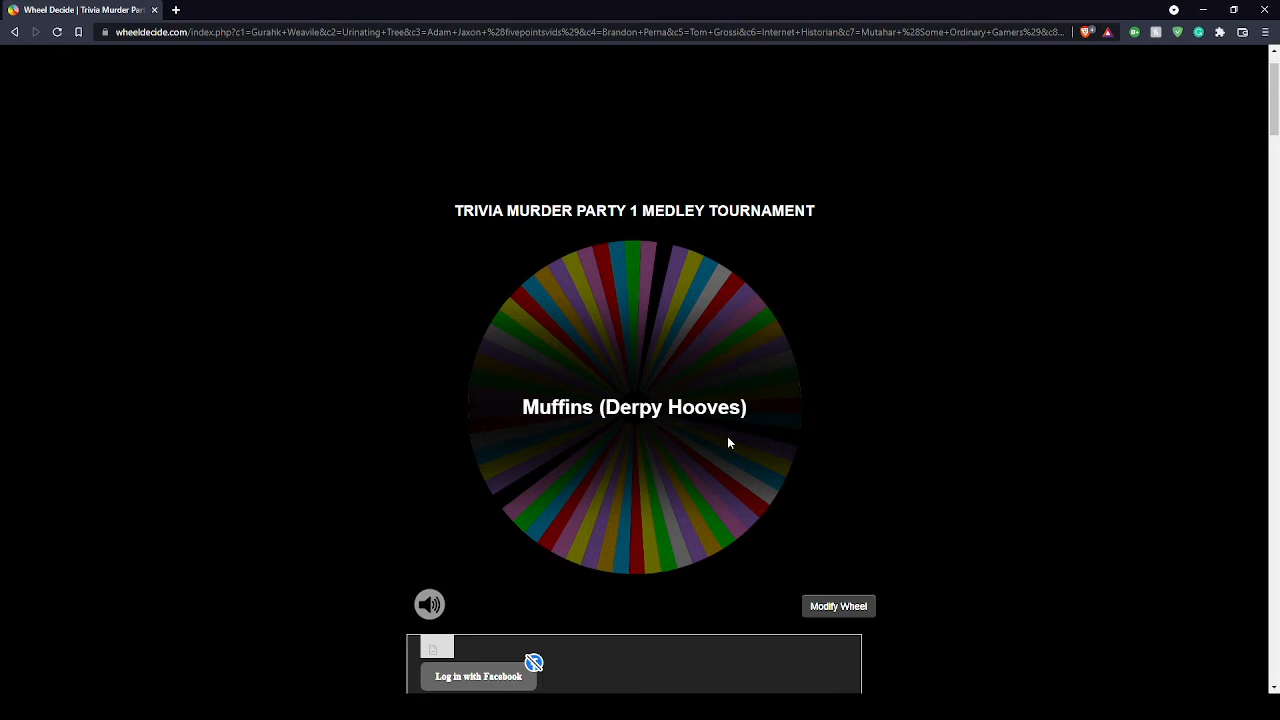 Wheel Decide | Trivia Murder Par
wheeldecide.com/index.php?c1=Gurahk+Weavile&c2=Urinating+Tree&c3=Adam+Jaxon+%28fivepointsvids%29&c4=Brandon+Perna&c5=Tom+Grossi&c6=Internet+Historian&c7=Mutahar+%28Some+Ordinary+Gamers%29&c8...
TRIVIA MURDER PARTY 1 MEDLEY TOURNAMENT
Muffins (Derpy Hooves)
Modify Wheel
Log in with Facebook